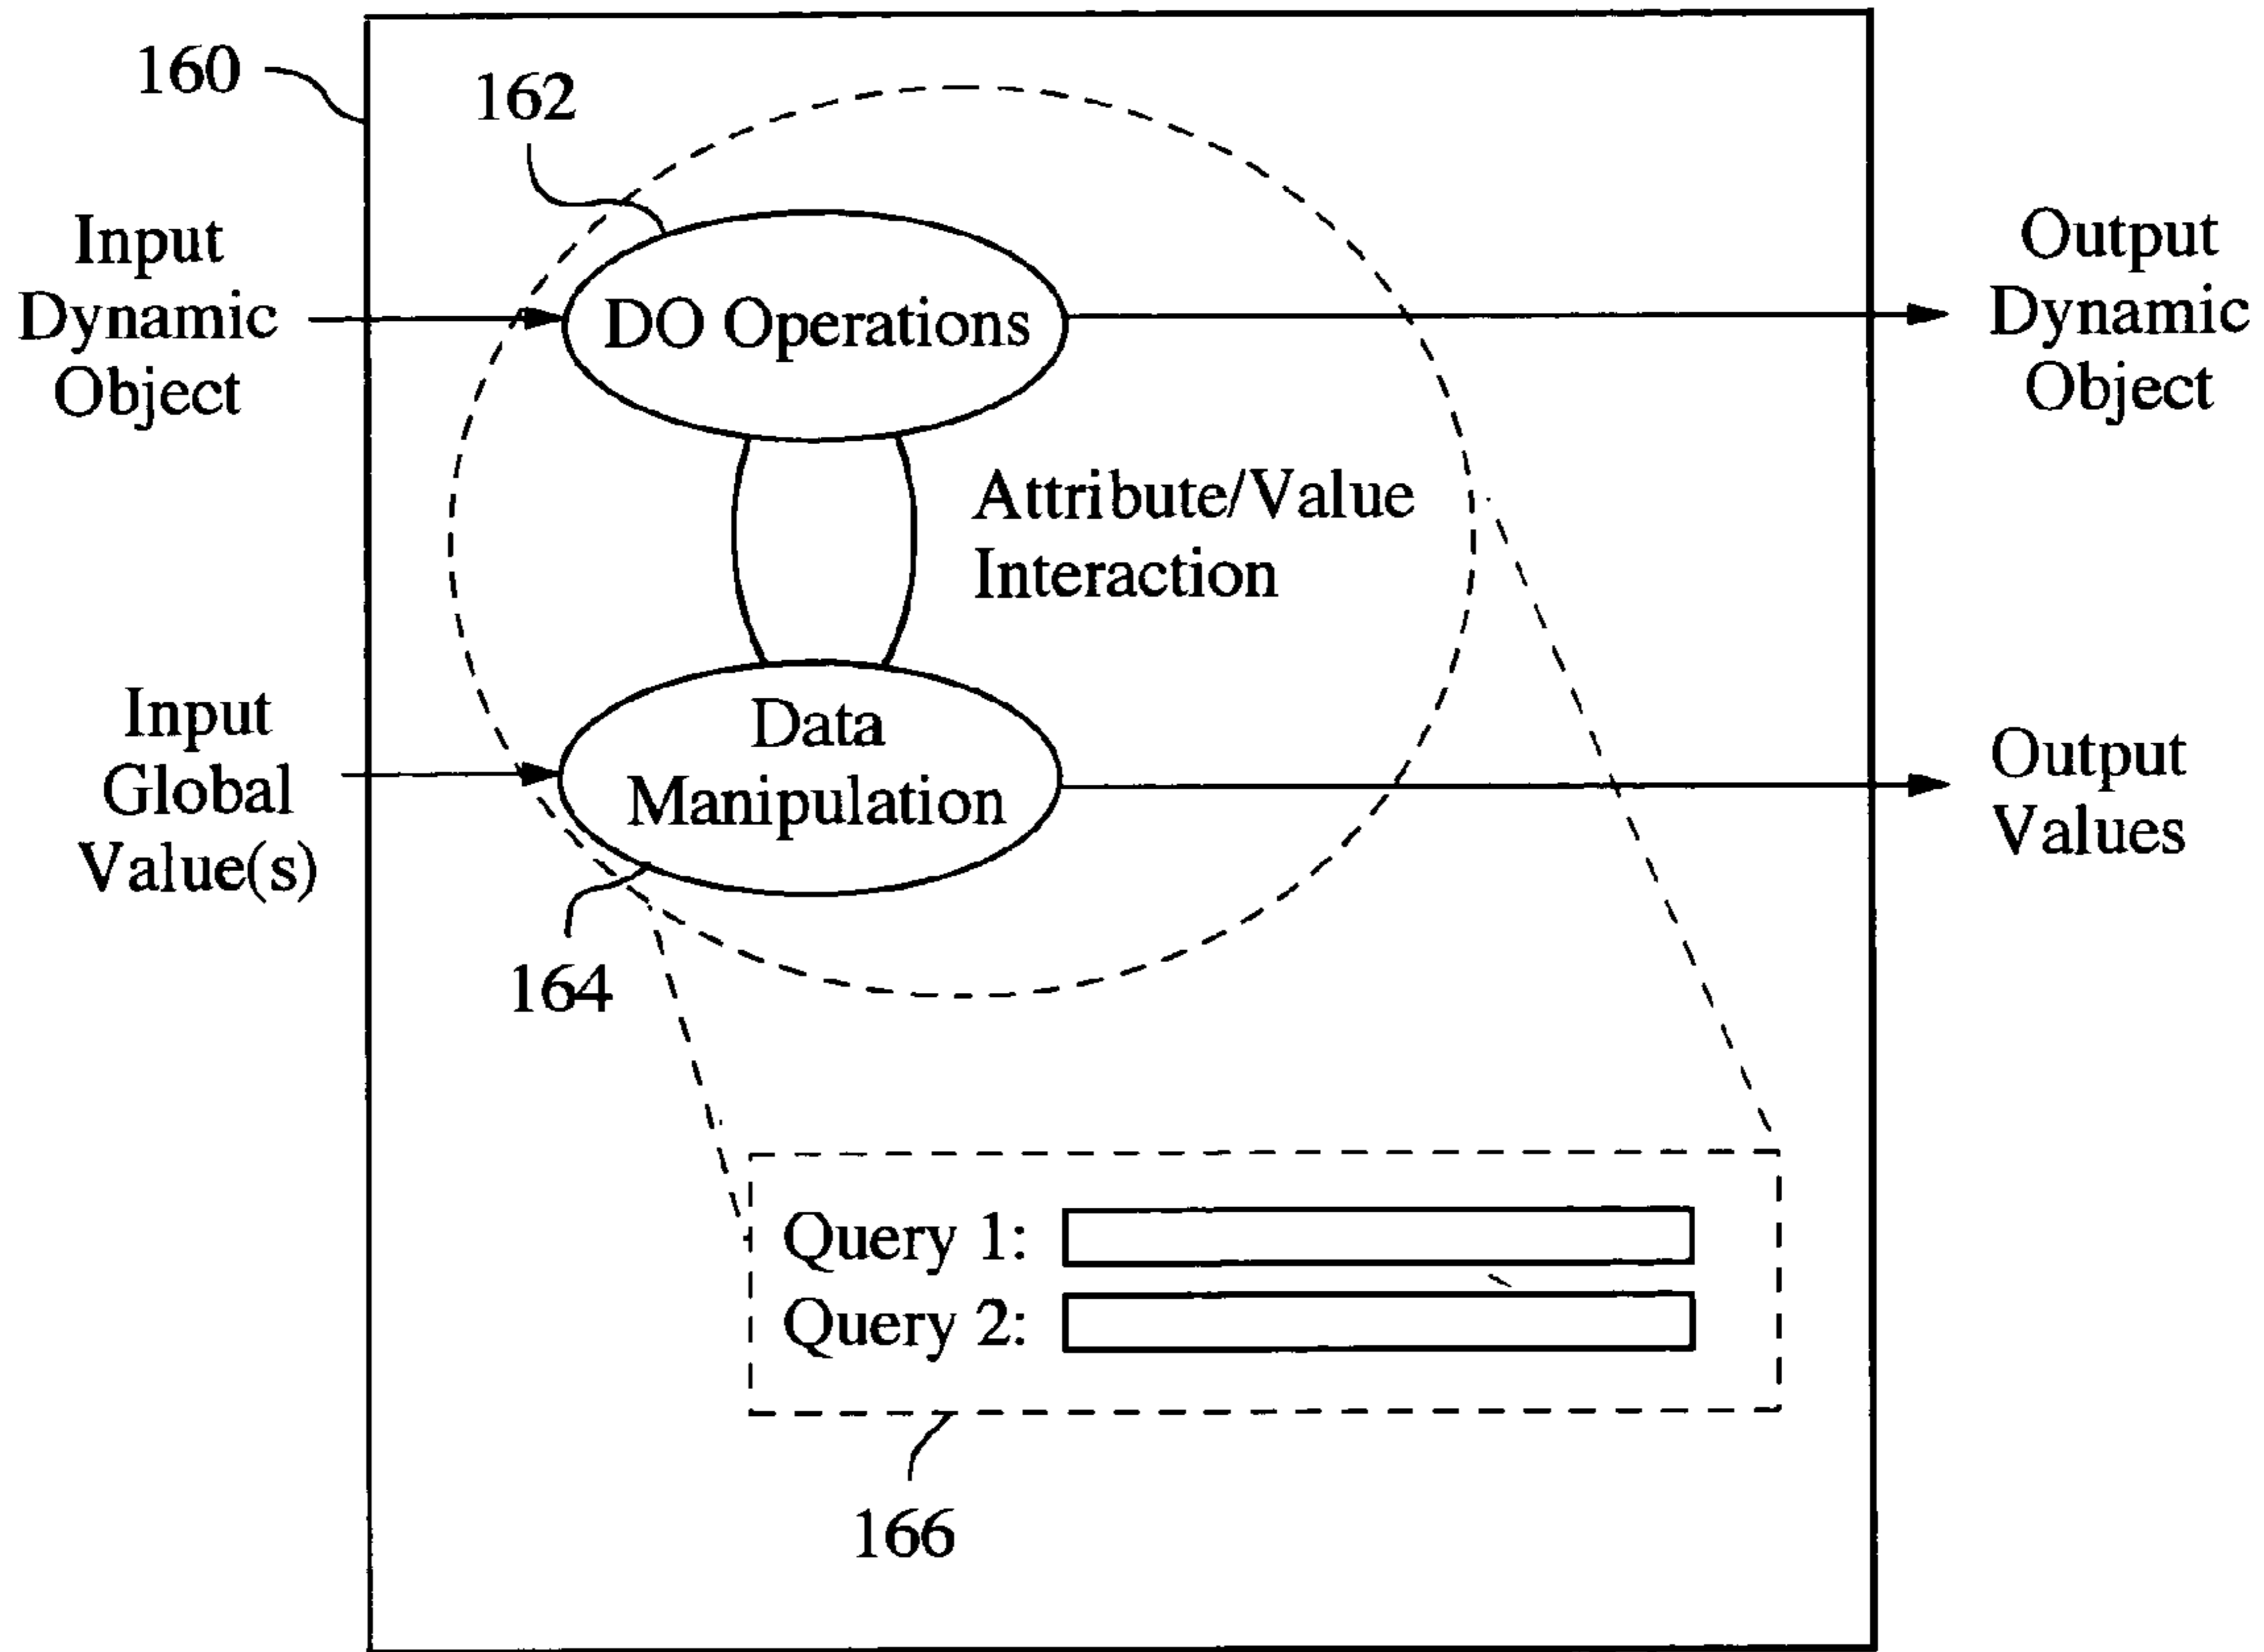 160
162
Input
Dynamic
Object
DO Operations
Output
Dynamic
Object
Attribute/Value
Interaction
Input
Global
Value(s)
Data
Manipulation
Output
Values
164
Query 1:
Query 2:
166